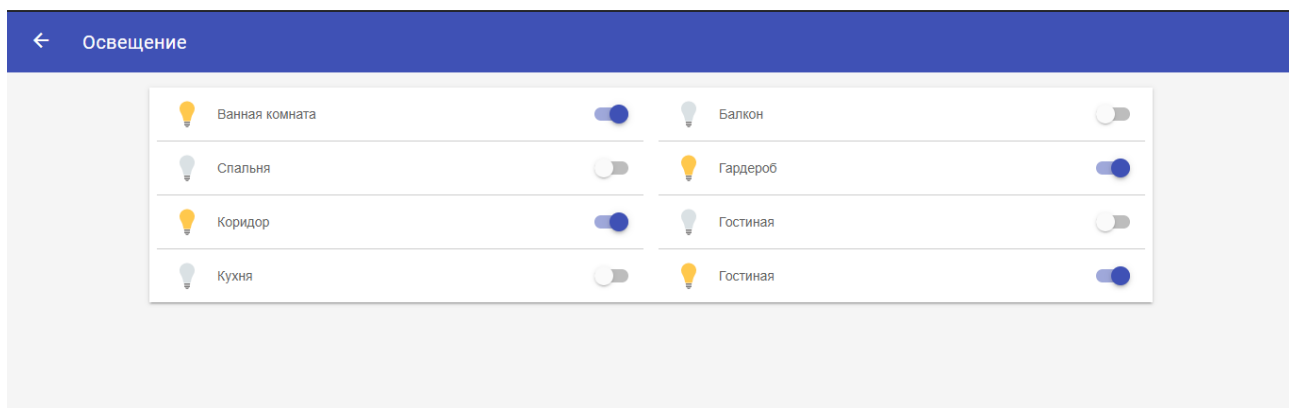 Освещение
Ванная комната
Балкон
Спальня
Гардероб
Коридор
Гостиная
Кухня
Гостиная